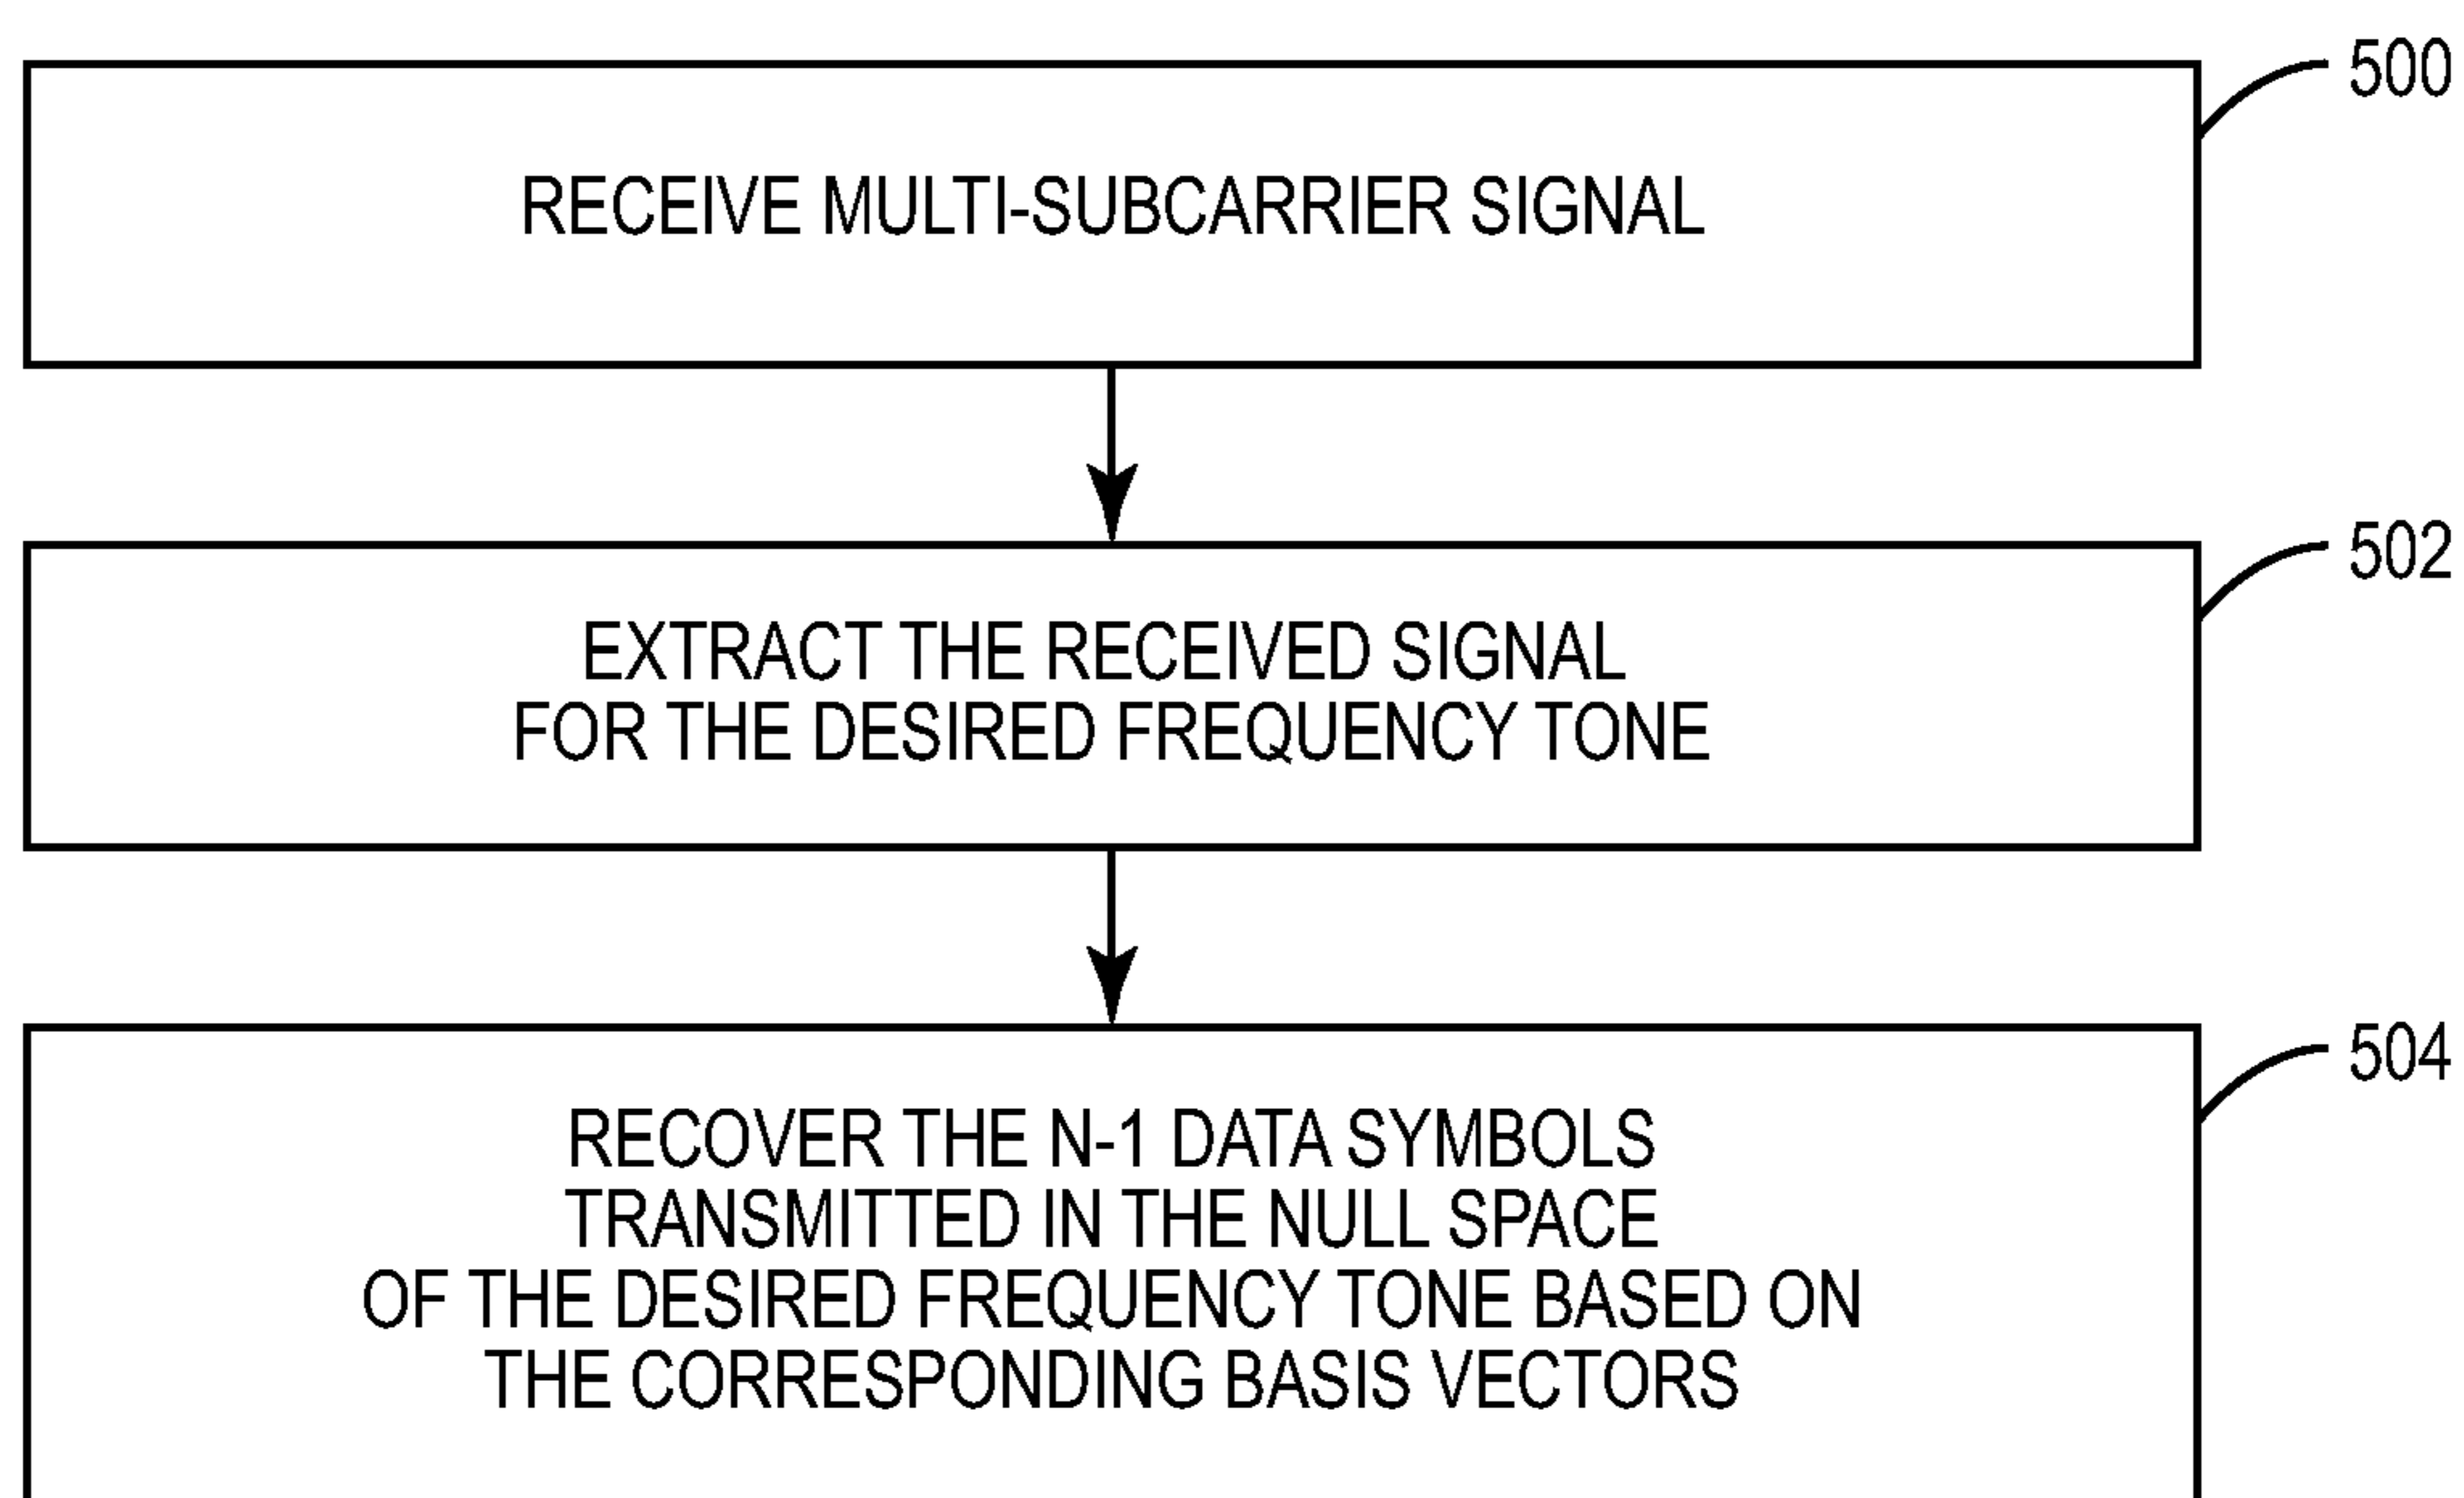 500
RECEIVE MULTI-SUBCARRIER SIGNAL
502
EXTRACT THE RECEIVED SIGNAL
FOR THE DESIRED FREQUENCY TONE
504
RECOVER THE N-1 DATA SYMBOLS
TRANSMITTED IN THE NULL SPACE
OF THE DESIRED FREQUENCY TONE BASED ON
THE CORRESPONDING BASIS VECTORS